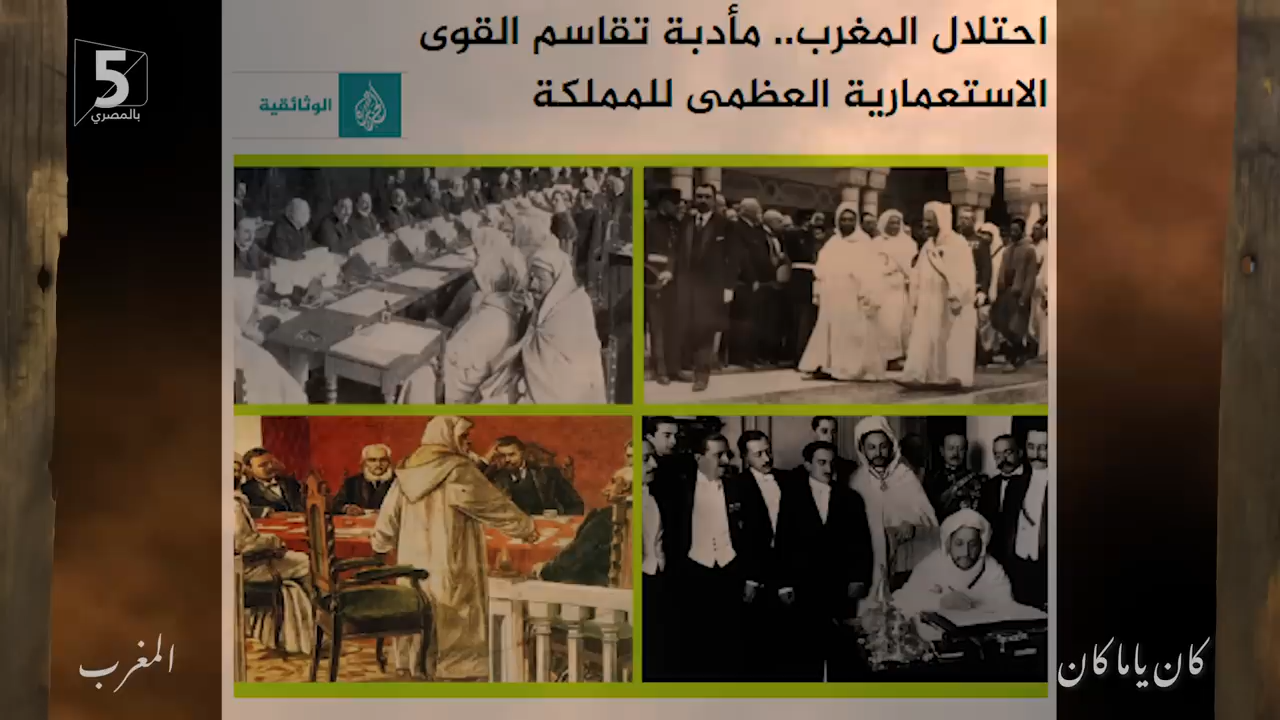 احتلال المغرب.. مأدبة تقاسم القوى
الاستعمارية العظمى للمملكة
الوثائقية
5
بالمصري
المغرب
كان ياما كان